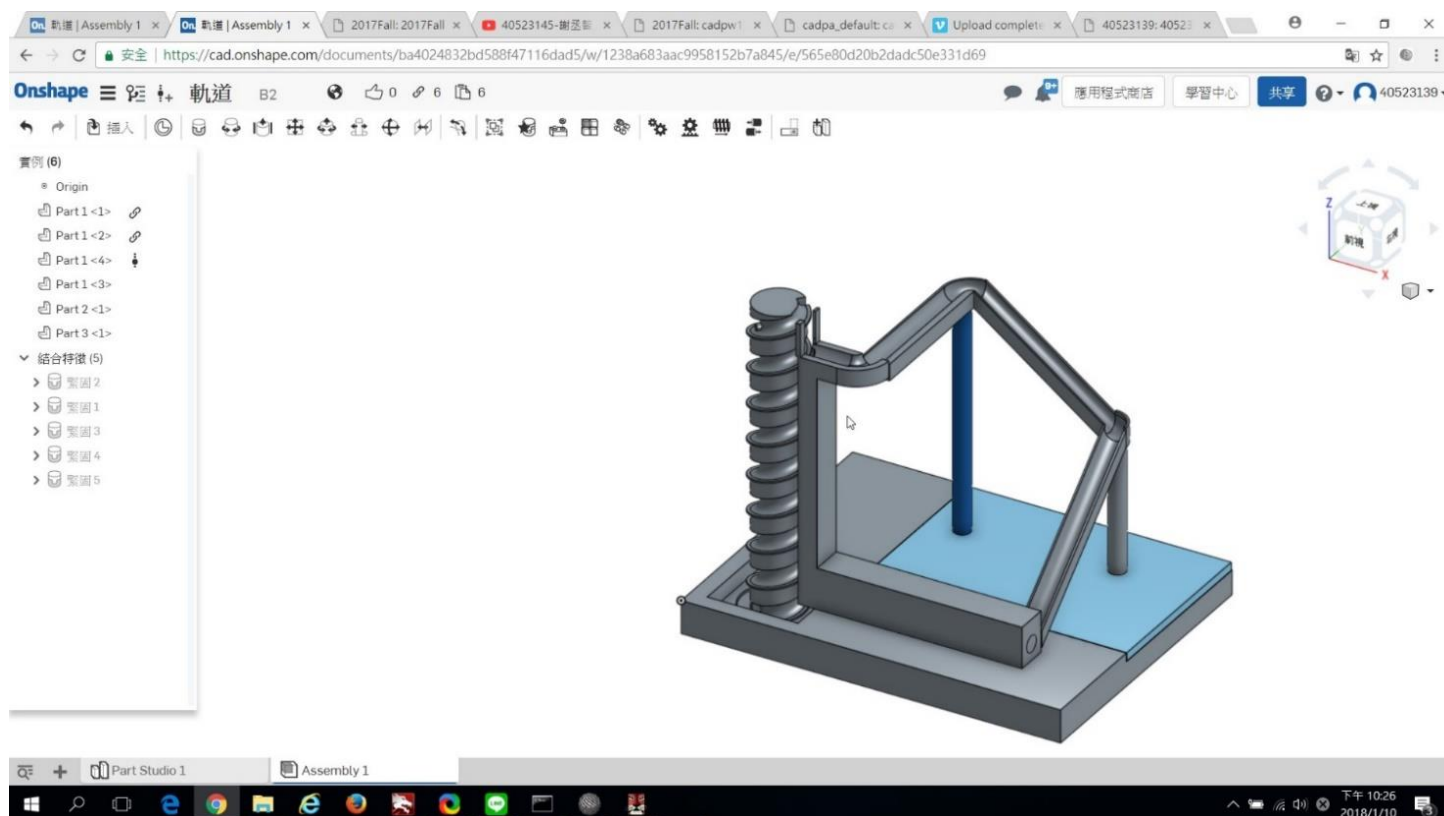 軌道 | Assembly 1
軌道 | Assembly 1
2017Fall: 2017Fall
40523145-謝丞
2017Fall: cadpw1
cadpa_default: ca
Upload complete
40523139: 4052
安全 | https://cad.onshape.com/documents/ba4024832bd588f47116dad5/w/1238a683aac9958152b7a845/e/565e80d20b2dadc50e331d69
Onshape 軌道 B2 0 6 6 應用程式商店 學習中心 共享 40523139
插入
實例 (6)
Origin
Part 1 <1>
Part 1 <2>
Part 1 <4>
Part 1 <3>
Part 2 <1>
Part 3 <1>
結合特徵 (5)
緊固 2
緊固 1
緊固 3
緊固 4
緊固 5
Z
上視
前視
X
Part Studio 1
Assembly 1
下午 10:26
2018/1/10